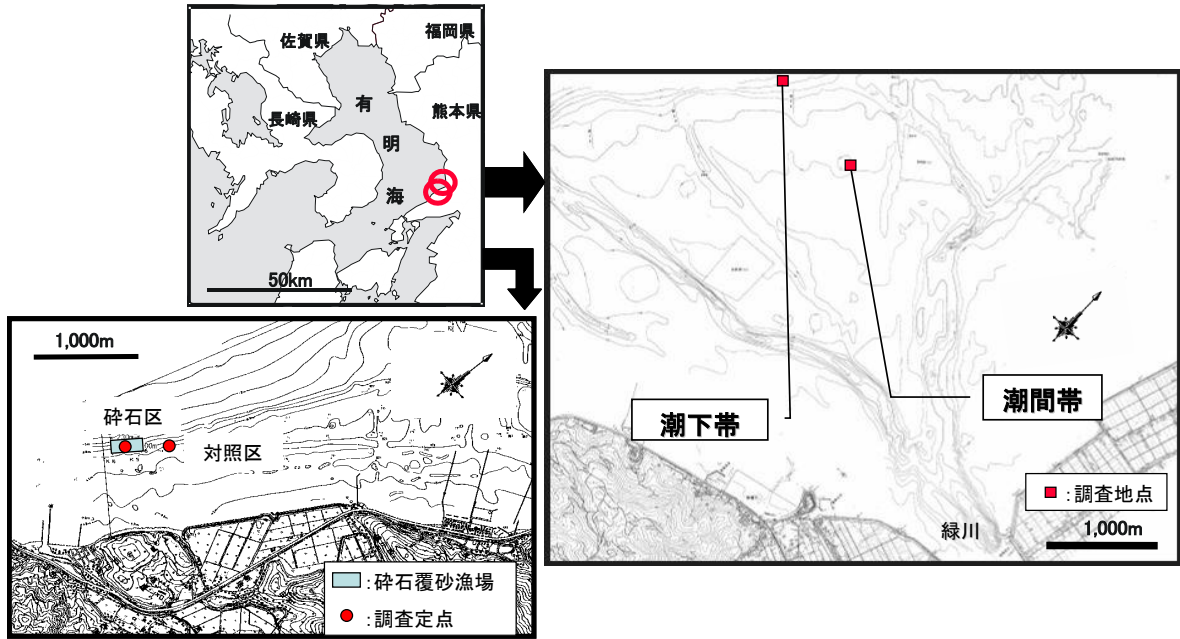 佐賀県
福岡県
有
明
海
長崎県
熊本県
50km
潮下帯
潮間帯
緑川
:調査地点
1,000m
1,000m
砕石区
対照区
:砕石覆砂漁場
:調査定点